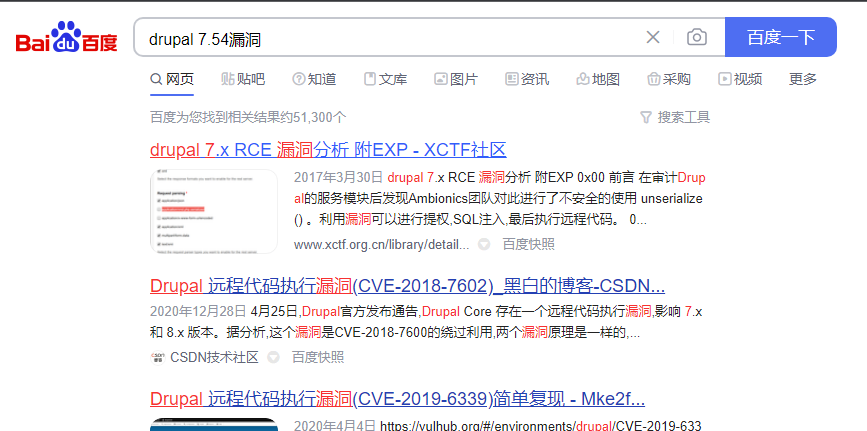 Bai du 百度 drupal 7.54漏洞 百度一下
网页 贴吧 知道 文库 图片 资讯 地图 采购 视频 更多
百度为您找到相关结果约51,300个 搜索工具
drupal 7.x RCE 漏洞分析 附EXP - XCTF社区
2017年3月30日 drupal 7.x RCE 漏洞分析 附EXP 0x00 前言 在审计Drup
al的服务模块后发现Ambionics团队对此进行了不安全的使用 unserialize
() 。利用漏洞可以进行提权,SQL注入,最后执行远程代码。 0...
www.xctf.org.cn/library/detail... 百度快照
Drupal 远程代码执行漏洞(CVE-2018-7602)_黑白的博客-CSDN...
2020年12月28日 4月25日,Drupal官方发布通告,Drupal Core 存在一个远程代码执行漏洞,影响 7.x
和 8.x 版本。据分析,这个漏洞是CVE-2018-7600的绕过利用,两个漏洞原理是一样的,...
CSDN技术社区 百度快照
Drupal 远程代码执行漏洞(CVE-2019-6339)简单复现 - Mke2f...
2020年4月4日 https://vulhub.org/#/environments/drupal/CVE-2019-633